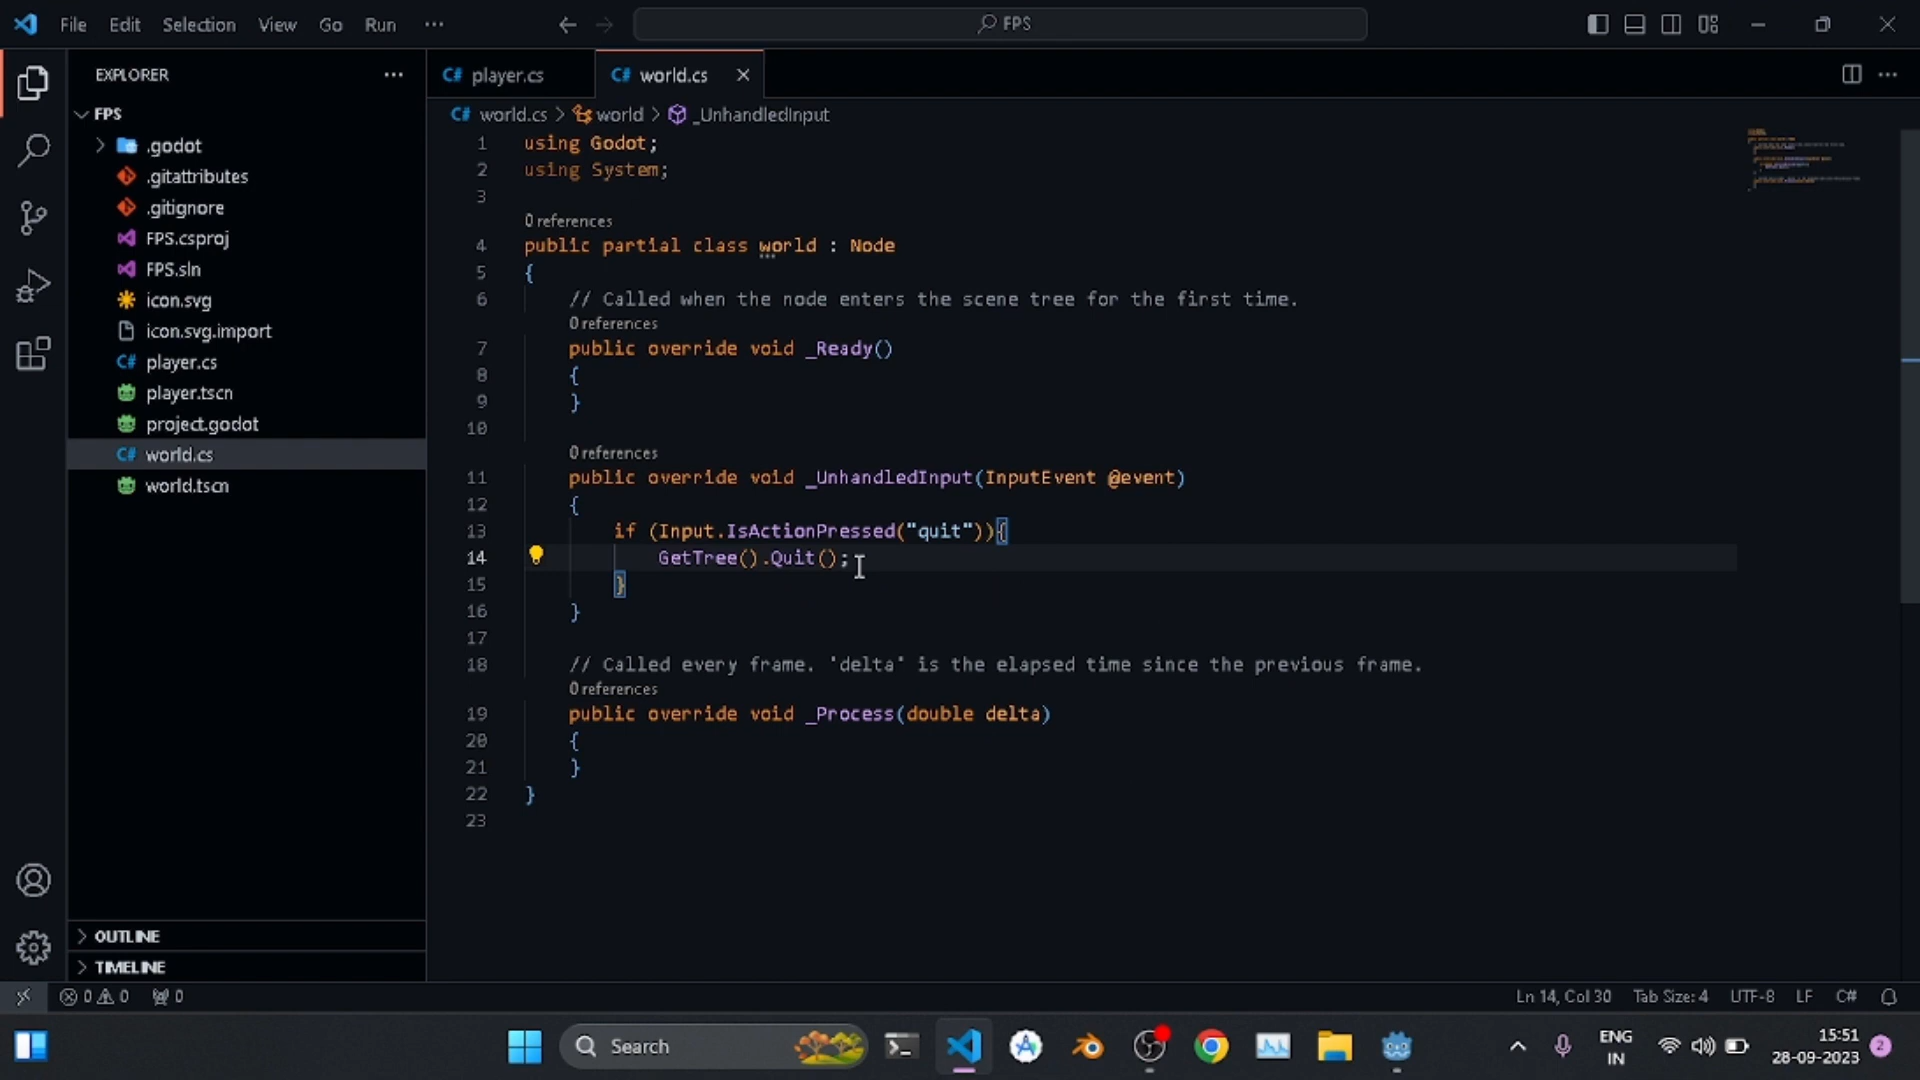 File Edit Selection View Go Run ···
FPS
EXPLORER ···
FPS
.godot
.gitattributes
.gitignore
FPS.csproj
FPS.sln
icon.svg
icon.svg.import
player.cs
player.tscn
project.godot
world.cs
world.tscn
OUTLINE
TIMELINE
player.cs world.cs
world.cs > world > _UnhandledInput
1 using Godot;
2 using System;
3
0 references
4 public partial class world : Node
5 {
6 // Called when the node enters the scene tree for the first time.
0 references
7 public override void _Ready()
8 {
9 }
10
0 references
11 public override void _UnhandledInput(InputEvent @event)
12 {
13 if (Input.IsActionPressed("quit")){
14 GetTree().Quit();
15 }
16 }
17
18 // Called every frame. 'delta' is the elapsed time since the previous frame.
0 references
19 public override void _Process(double delta)
20 {
21 }
22 }
23
0 0 0
Ln 14, Col 30 Tab Size: 4 UTF-8 LF C#
Search
ENG
IN
15:51
28-09-2023
2